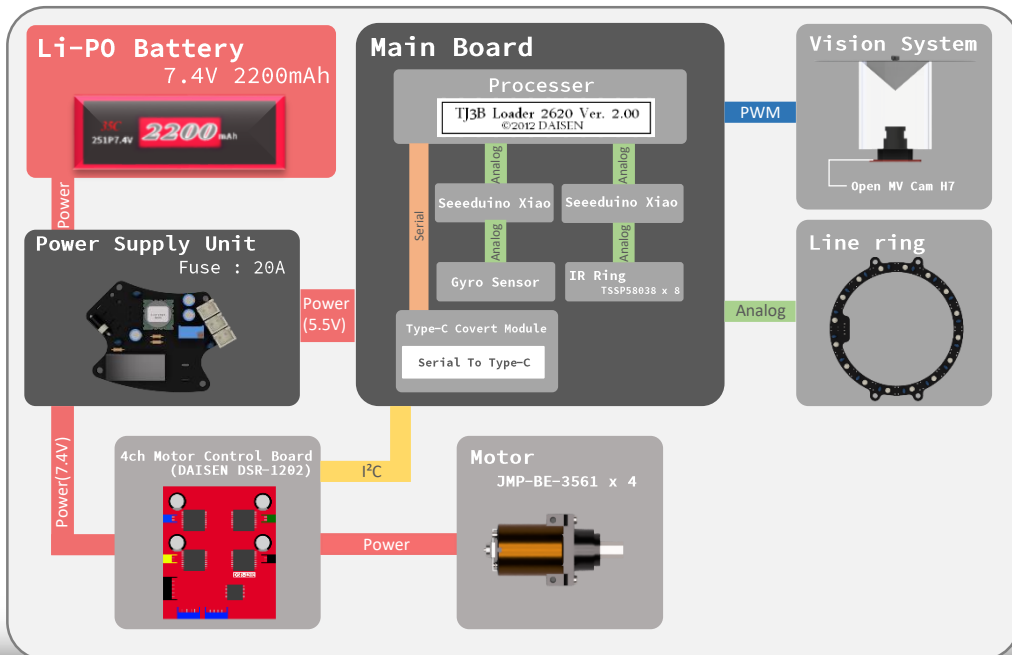 Li-PO Battery
7.4V 2200mAh
2S1P7.4V
2200mAh
Power
Power Supply Unit
Fuse : 20A
Power
(5.5V)
Main Board
Processer
TJ3B Loader 2620 Ver. 2.00
©2012 DAISEN
Serial
Analog
Analog
Seeeduino Xiao
Seeeduino Xiao
Analog
Analog
Gyro Sensor
IR Ring
TSSP58038 x 8
Type-C Covert Module
Serial To Type-C
PWM
Vision System
Open MV Cam H7
Analog
Line ring
Power(7.4V)
4ch Motor Control Board
(DAISEN DSR-1202)
I²C
Power
Motor
JMP-BE-3561 x 4